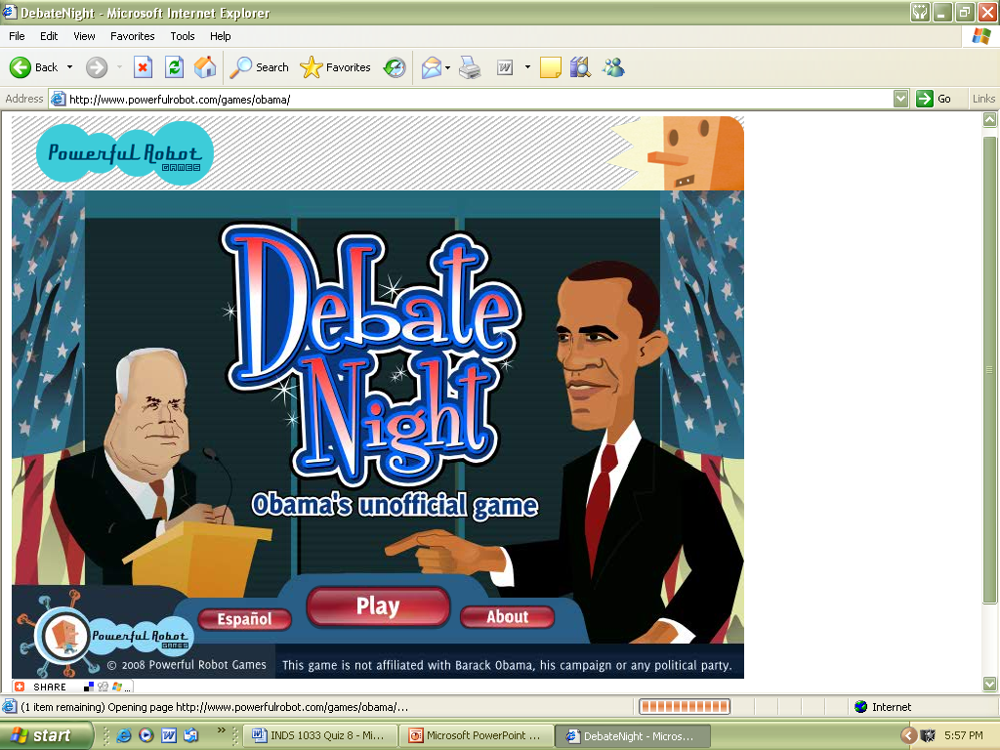 DebateNight - Microsoft Internet Explorer
File Edit View Favorites Tools Help
Back Search Favorites
Address http://www.powerfulrobot.com/games/obama/ Go Links
Powerful Robot
GAMES
Debate
Night
Obama's unofficial game
Play
Español About
Powerful Robot
GAMES
© 2008 Powerful Robot Games This game is not affiliated with Barack Obama, his campaign or any political party.
SHARE ...
(1 item remaining) Opening page http://www.powerfulrobot.com/games/obama/... Internet
start INDS 1033 Quiz 8 - Mi... Microsoft PowerPoint ... DebateNight - Micros... 5:57 PM